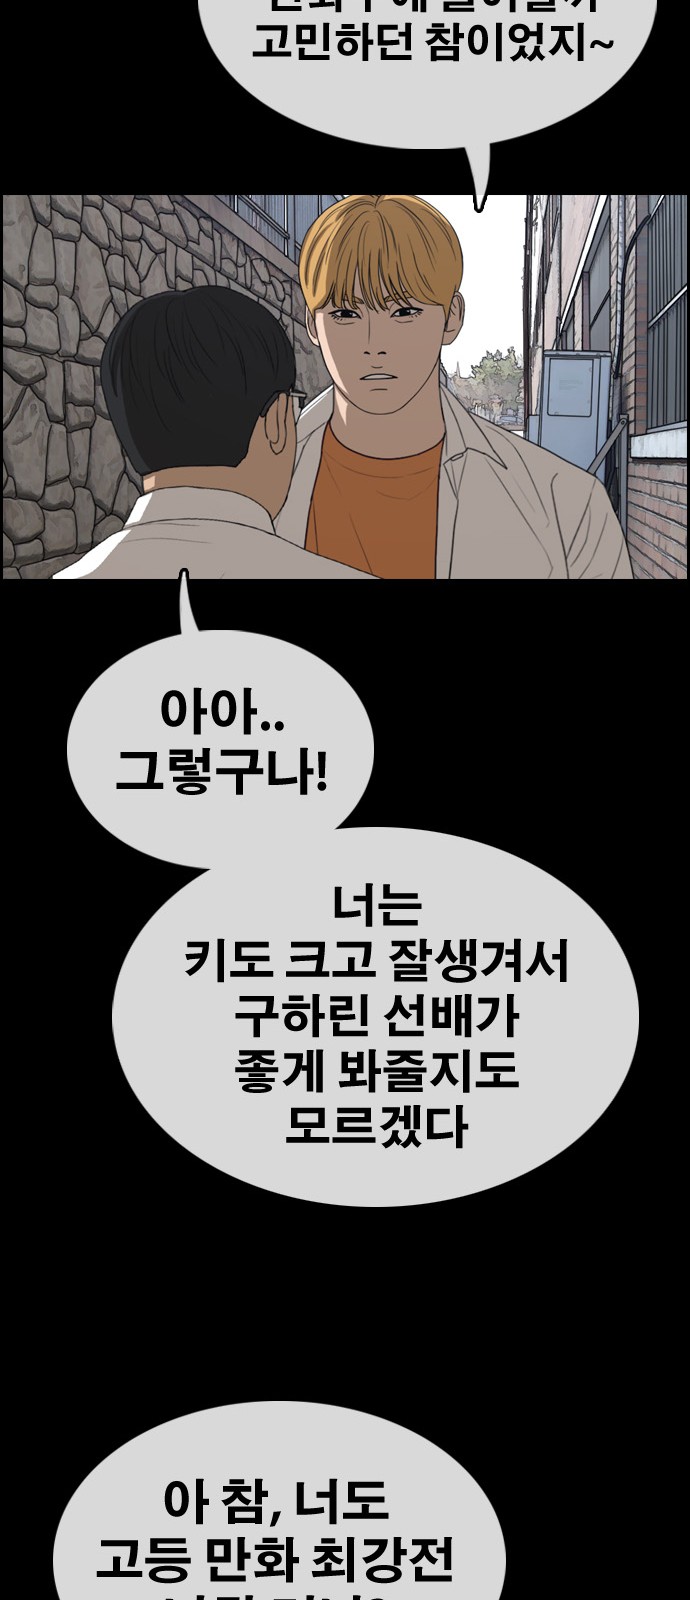 고민하던 참이었지~
아아..
그렇구나!
너는
키도 크고 잘생겨서
구하린 선배가
좋게 봐줄지도
모르겠다
아 참, 너도
고등 만화 최강전